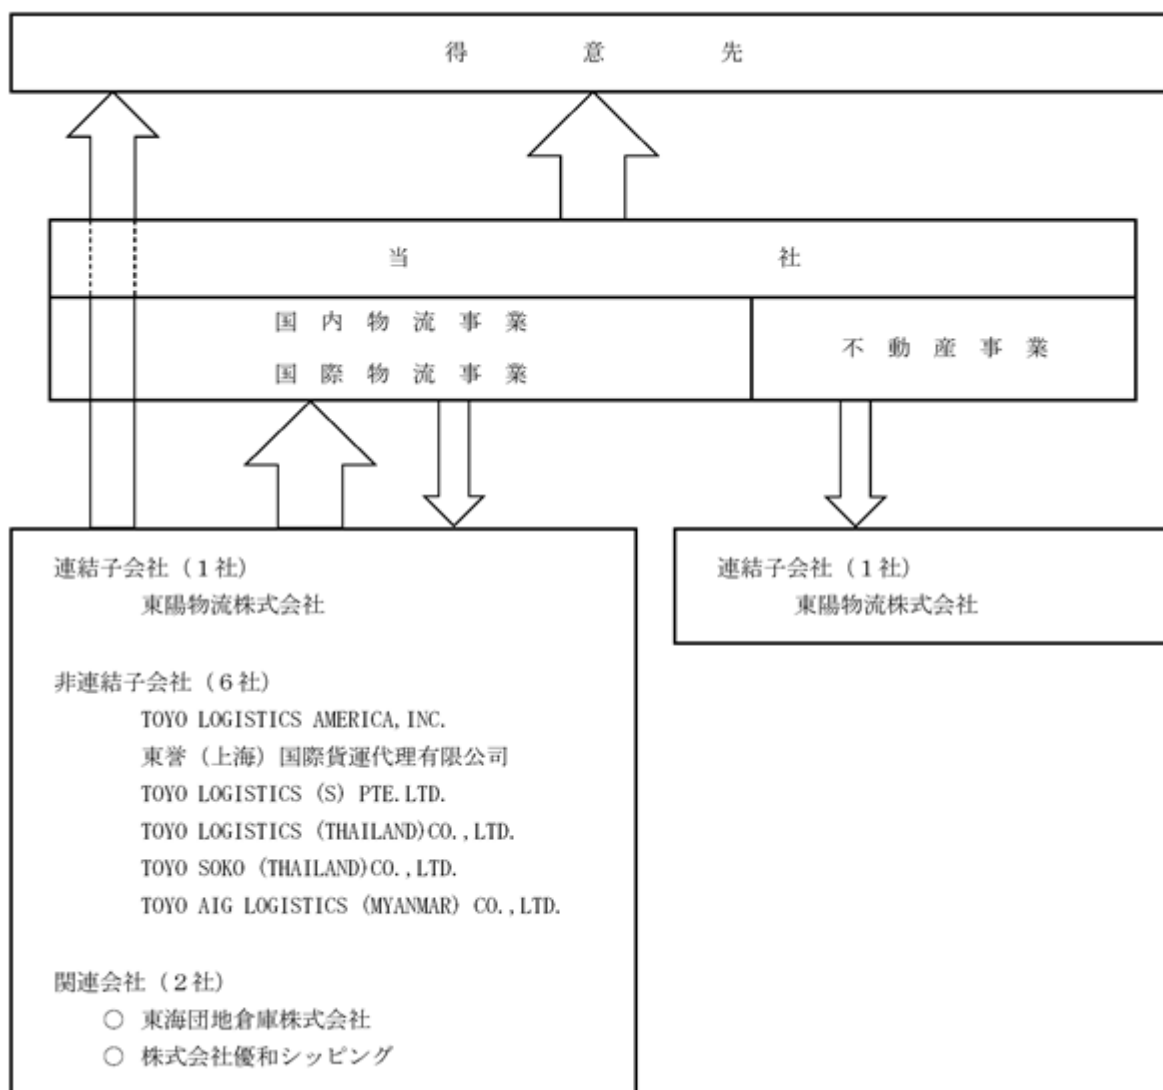 得意先
当社
国内物流事業
国際物流事業
不動産事業
連結子会社（1社）
東陽物流株式会社
非連結子会社（6社）
TOYO LOGISTICS AMERICA,INC.
東誉（上海）国際貨運代理有限公司
TOYO LOGISTICS (S) PTE.LTD.
TOYO LOGISTICS (THAILAND)CO.,LTD.
TOYO SOKO (THAILAND)CO.,LTD.
TOYO AIG LOGISTICS (MYANMAR) CO.,LTD.
関連会社（2社）
○ 東海団地倉庫株式会社
○ 株式会社優和シッピング
連結子会社（1社）
東陽物流株式会社